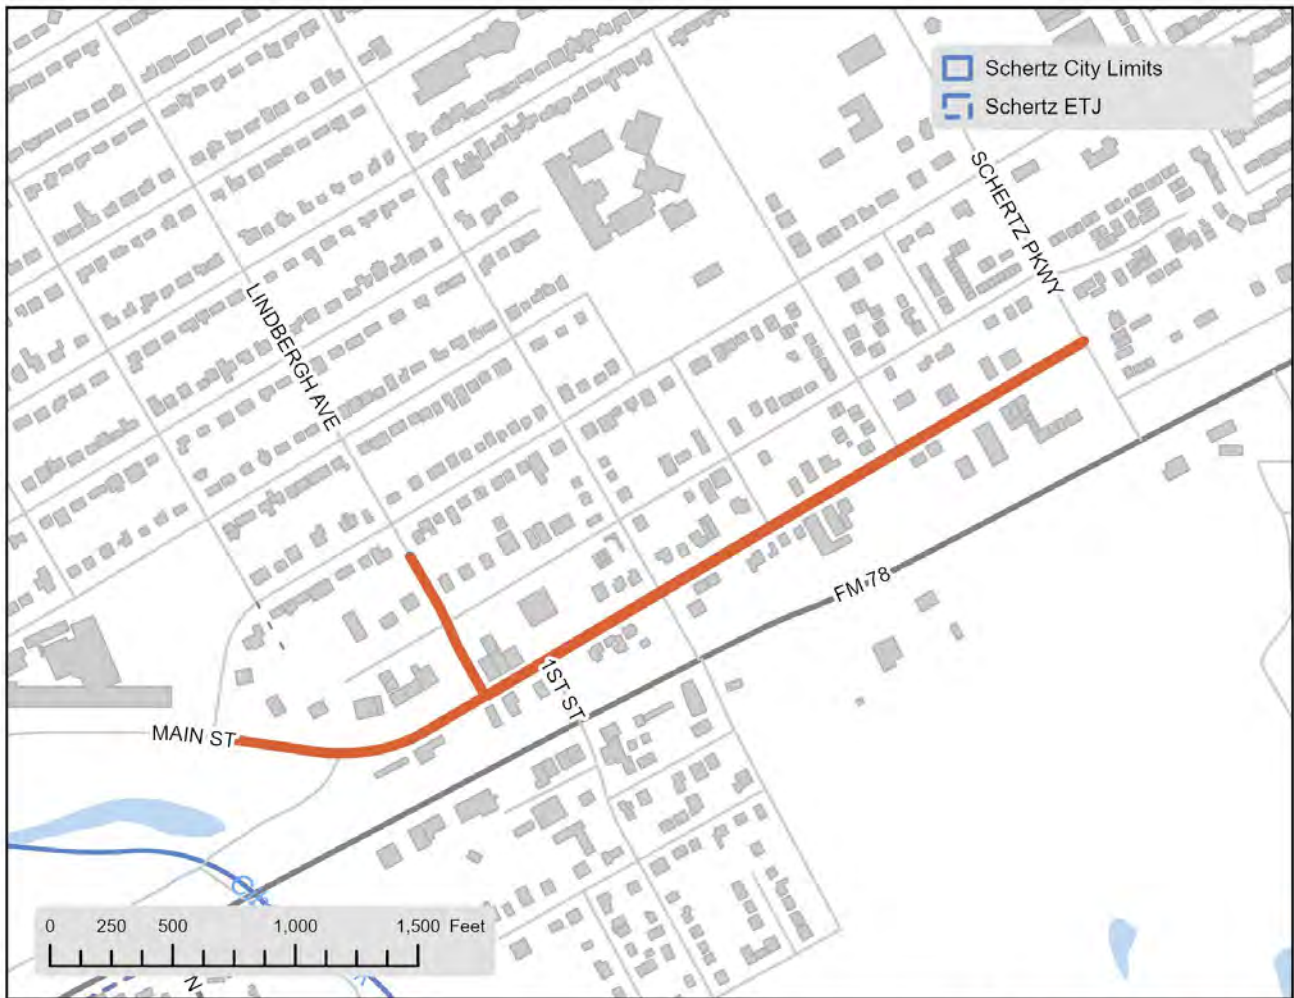 Schertz City Limits
Schertz ETJ
SCHERTZ PKWY
LINDBERGH AVE
FM 78
1ST ST
MAIN ST
0 250 500 1,000 1,500 Feet
N